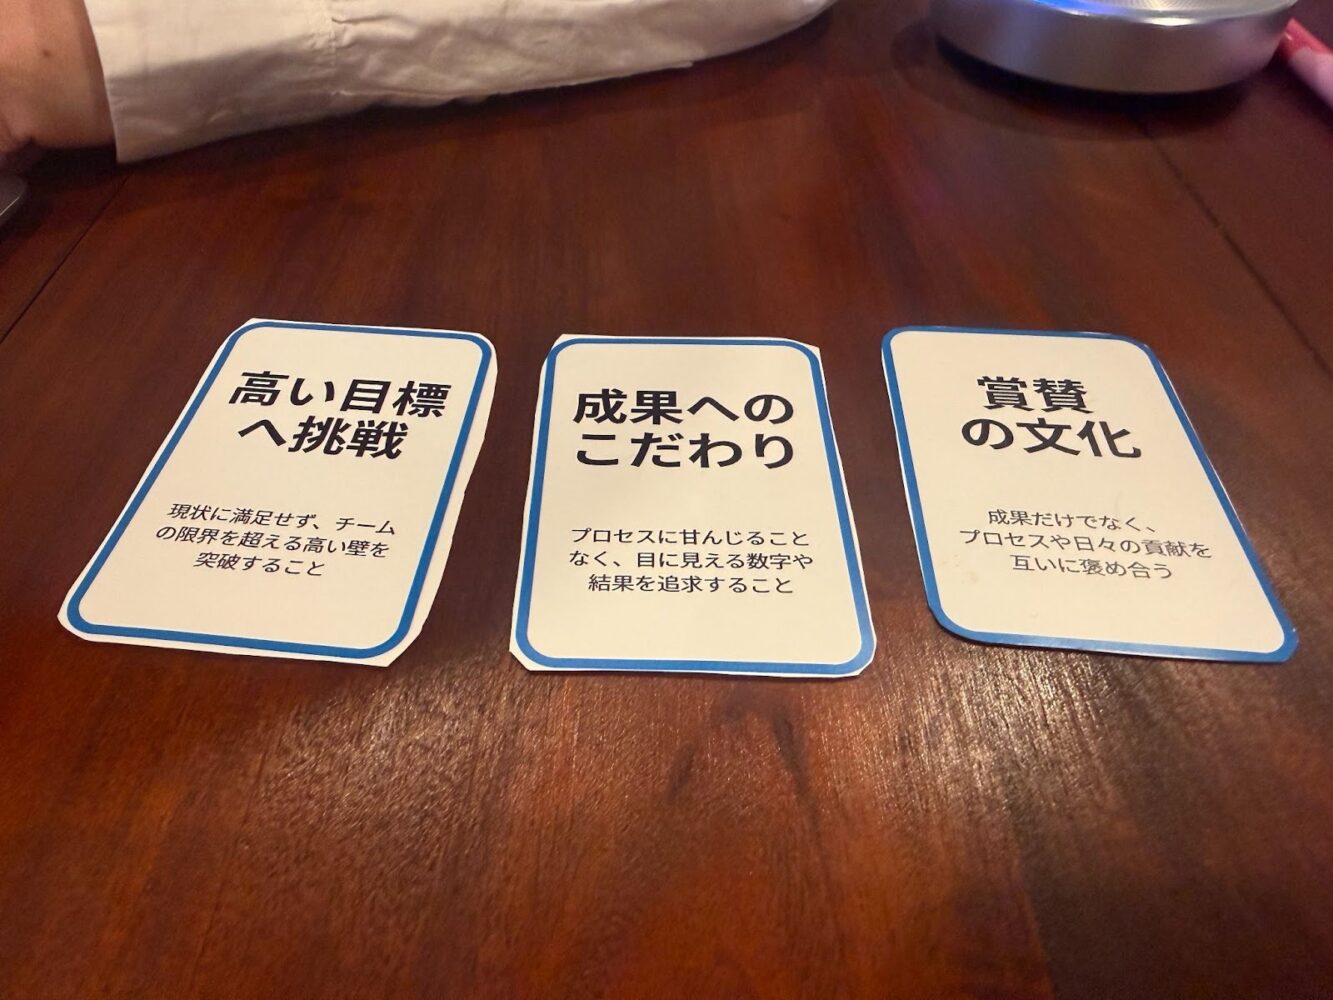 高い目標
へ挑戦
現状に満足せず、チーム
の限界を超える高い壁を
突破すること
成果への
こだわり
プロセスに甘んじること
なく、目に見える数字や
結果を追求すること
賞賛
の文化
成果だけでなく、
プロセスや日々の貢献を
互いに褒め合う